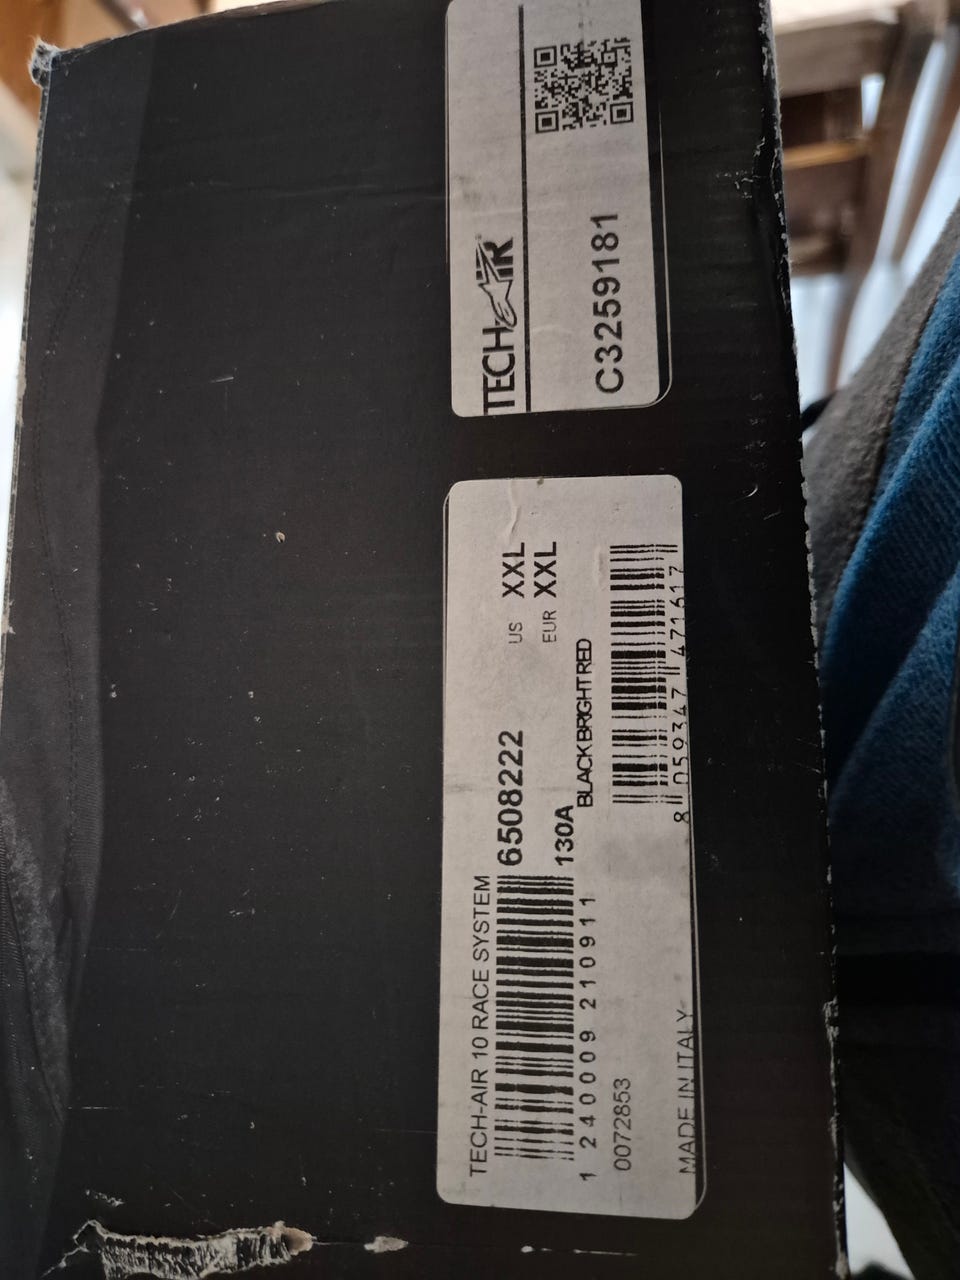 TECH-AIR
C3259181
TECH-AIR 10 RACE SYSTEM
6508222
US XXL
EUR XXL
130A
BLACK BRIGHT RED
1 240009 210911
8 059347 471617
0072853
MADE IN ITALY